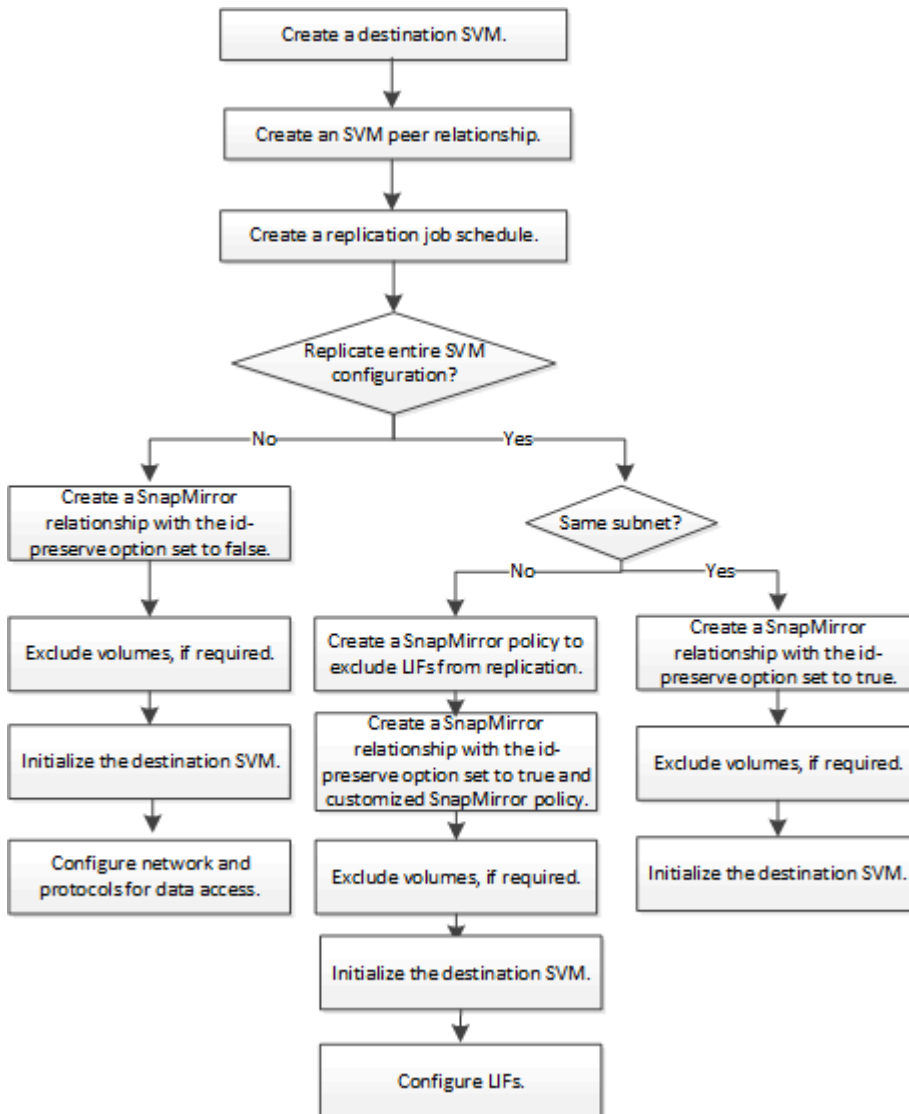 Create a destination SVM.
Create an SVM peer relationship.
Create a replication job schedule.
Replicate entire SVM
configuration?
No
Yes
Create a SnapMirror
relationship with the id-
preserve option set to false.
Same subnet?
No
Yes
Exclude volumes, if required.
Create a SnapMirror policy to
exclude LIFs from replication.
Create a SnapMirror
relationship with the id-
preserve option set to true.
Initialize the destination SVM.
Create a SnapMirror
relationship with the id-
preserve option set to true and
customized SnapMirror policy.
Exclude volumes, if required.
Configure network and
protocols for data access.
Exclude volumes, if required.
Initialize the destination SVM.
Initialize the destination SVM.
Configure LIFs.